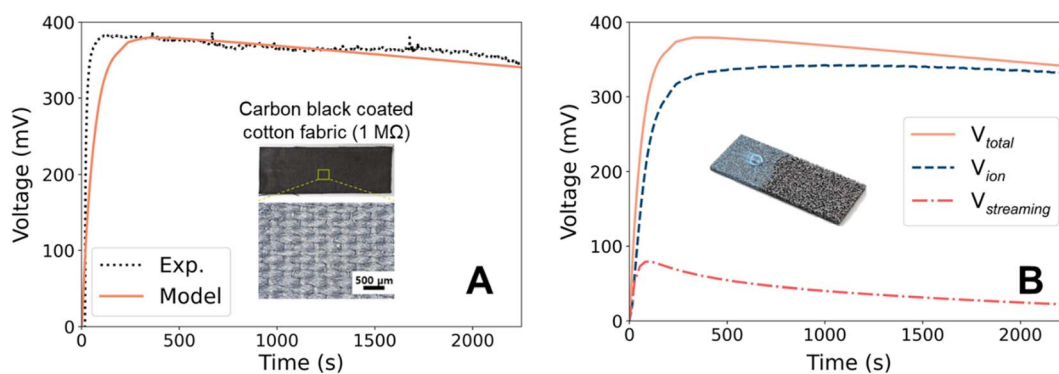 400
300
200
100
0
Voltage (mV)
Carbon black coated
cotton fabric (1 MΩ)
500 μm
Exp.
Model
A
0
500
1000
1500
2000
Time (s)
400
300
200
100
0
Voltage (mV)
V_total
V_ion
V_streaming
B
0
500
1000
1500
2000
Time (s)